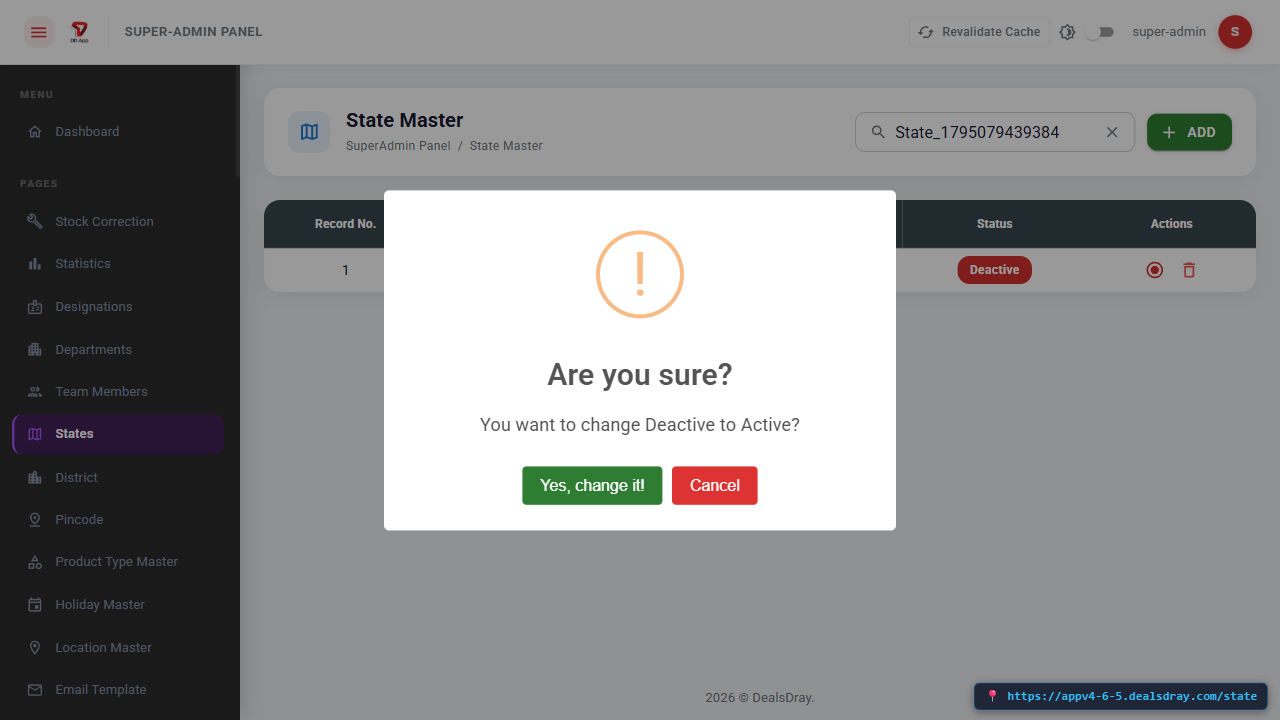 DD App
SUPER-ADMIN PANEL
Revalidate Cache
super-admin
S
MENU
Dashboard
PAGES
Stock Correction
Statistics
Designations
Departments
Team Members
States
District
Pincode
Product Type Master
Holiday Master
Location Master
Email Template
State Master
SuperAdmin Panel / State Master
State_1795079439384
ADD
Record No.
Status
Actions
1
Deactive
!
Are you sure?
You want to change Deactive to Active?
Yes, change it!
Cancel
2026 © DealsDray.
https://appv4-6-5.dealsdray.com/state